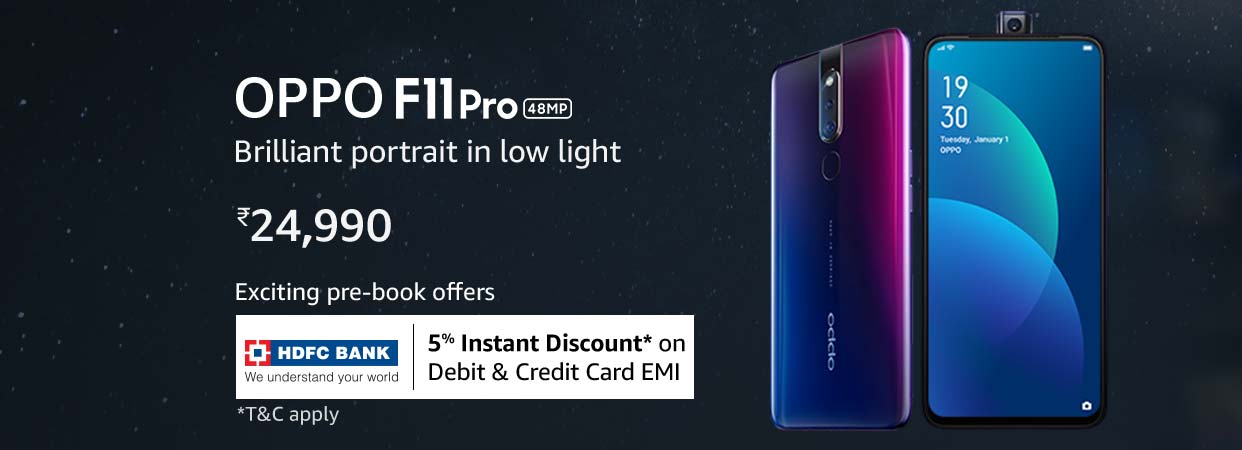 OPPO F11 Pro 48MP
Brilliant portrait in low light
₹24,990
Exciting pre-book offers
HDFC BANK
We understand your world
5% Instant Discount* on
Debit & Credit Card EMI
*T&C apply
oppo
19
30
Tuesday, January 1
OPPO